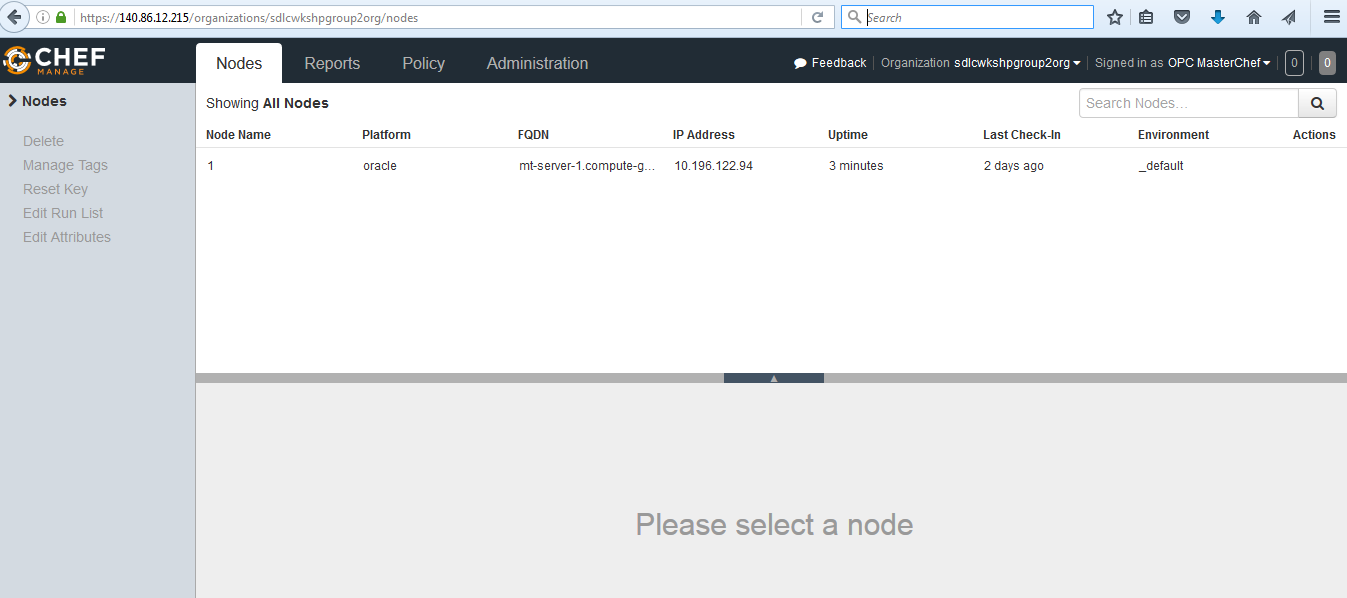 https://140.86.12.215/organizations/sdlcwkshpgroup2org/nodes Search
CHEF MANAGE Nodes Reports Policy Administration Feedback Organization sdlcwkshpgroup2org Signed in as OPC MasterChef 0 0
Nodes
Delete
Manage Tags
Reset Key
Edit Run List
Edit Attributes
Showing All Nodes Search Nodes...
Node Name Platform FQDN IP Address Uptime Last Check-In Environment Actions
1 oracle mt-server-1.compute-g... 10.196.122.94 3 minutes 2 days ago _default
Please select a node